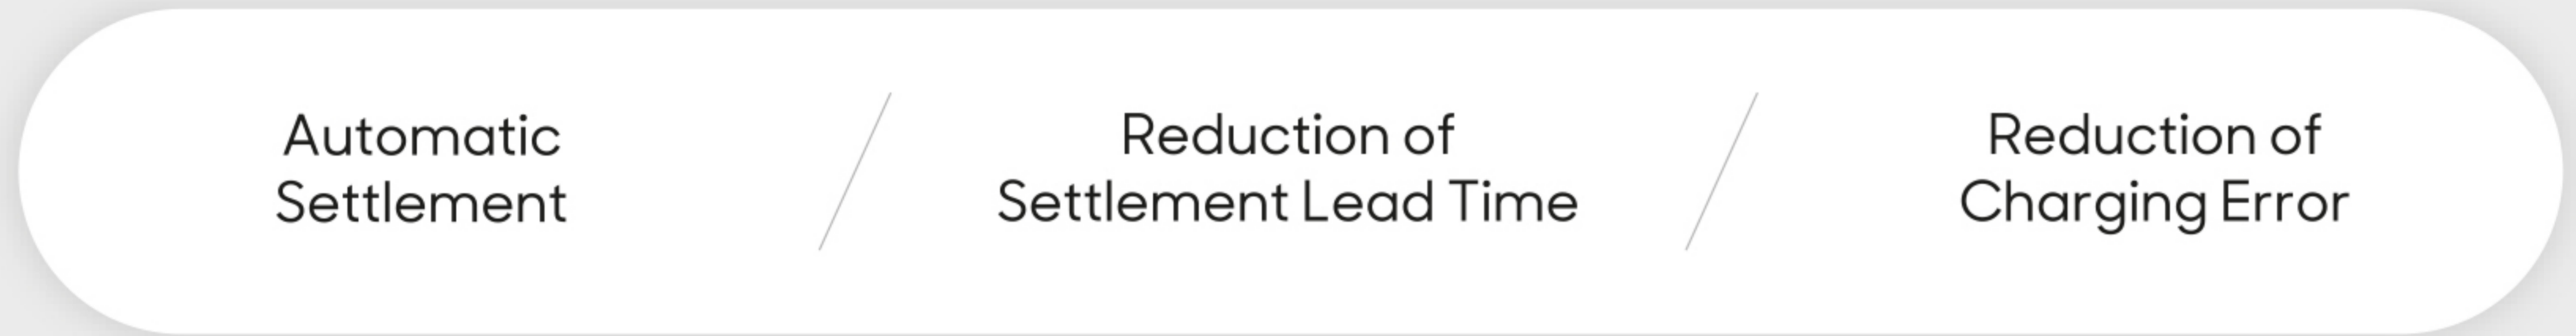 Automatic
Settlement
Reduction of
Settlement Lead Time
Reduction of
Charging Error